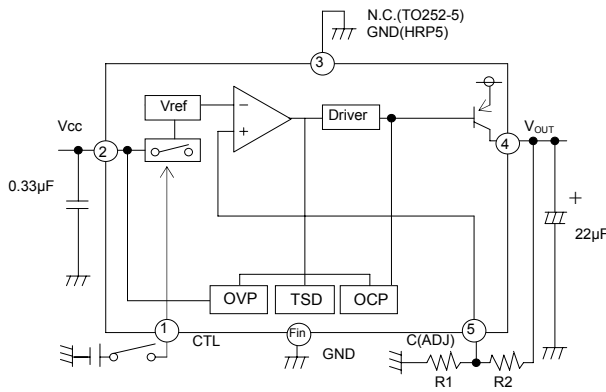 N.C.(TO252-5)
GND(HRP5)
3
Vref
−
+
Driver
Vcc
2
4
VOUT
0.33µF
+
22µF
OVP
TSD
OCP
1
CTL
Fin
GND
5
C(ADJ)
R1
R2